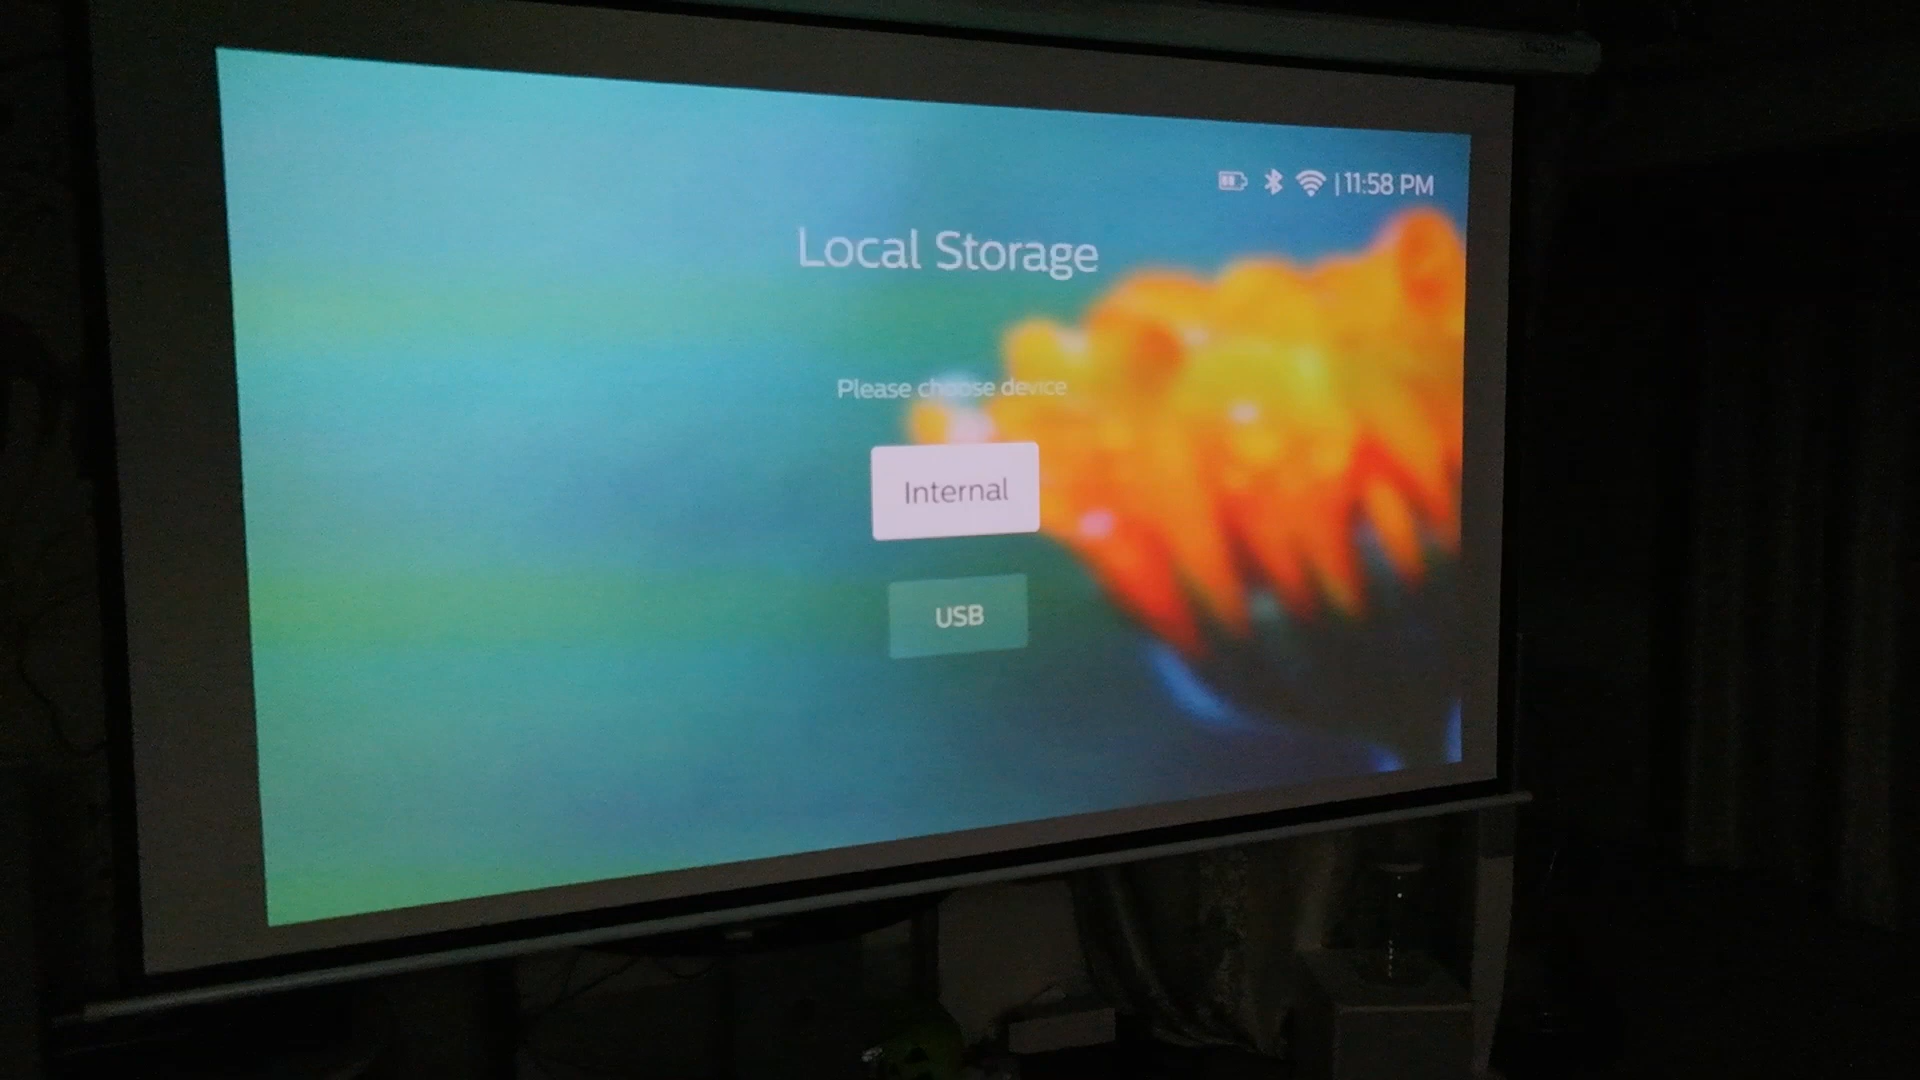 | 11:58 PM
Local Storage
Please choose device
Internal
USB